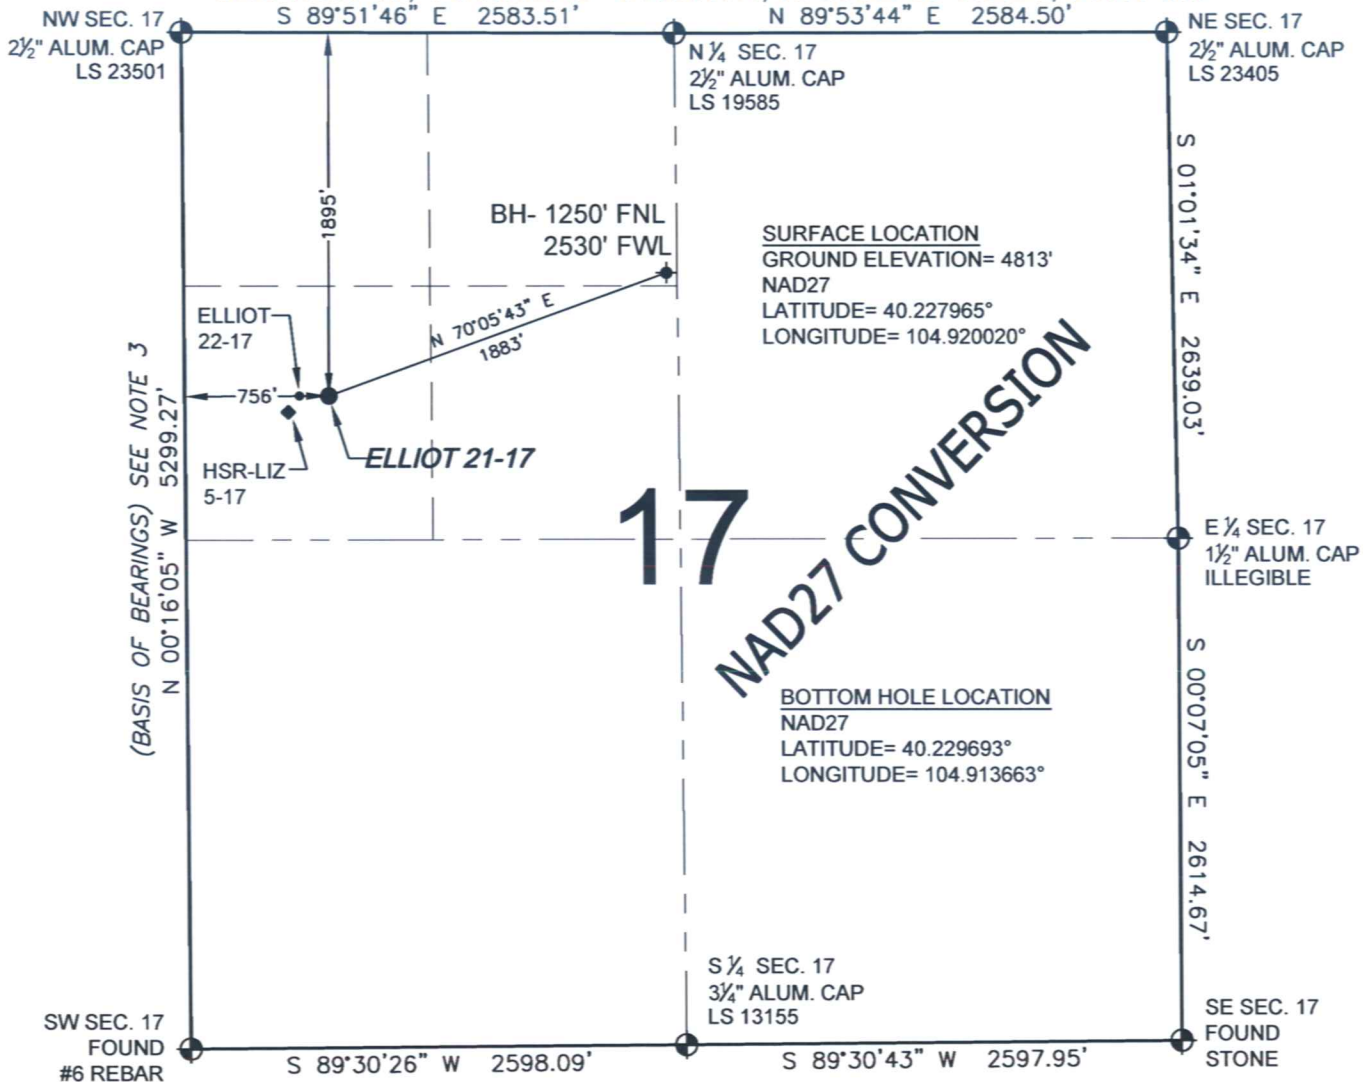 S 89°51'46" E 2583.51'
N 89°53'44" E 2584.50'
NW SEC. 17
2½" ALUM. CAP
LS 23501
N ¼ SEC. 17
2½" ALUM. CAP
LS 19585
NE SEC. 17
2½" ALUM. CAP
LS 23405
1895'
S 01°01'34" E 2639.03'
BH- 1250' FNL
2530' FWL
SURFACE LOCATION
GROUND ELEVATION= 4813'
NAD27
LATITUDE= 40.227965°
LONGITUDE= 104.920020°
ELLIOT
22-17
N 70°05'43" E
1883'
756'
HSR-LIZ
5-17
ELLIOT 21-17
(BASIS OF BEARINGS) SEE NOTE 3
N 00°16'05" W 5299.27'
17
NAD27 CONVERSION
E ¼ SEC. 17
1½" ALUM. CAP
ILLEGIBLE
BOTTOM HOLE LOCATION
NAD27
LATITUDE= 40.229693°
LONGITUDE= 104.913663°
S 00°07'05" E 2614.67'
S ¼ SEC. 17
3¼" ALUM. CAP
LS 13155
SW SEC. 17
FOUND
#6 REBAR
SE SEC. 17
FOUND
STONE
S 89°30'26" W 2598.09'
S 89°30'43" W 2597.95'